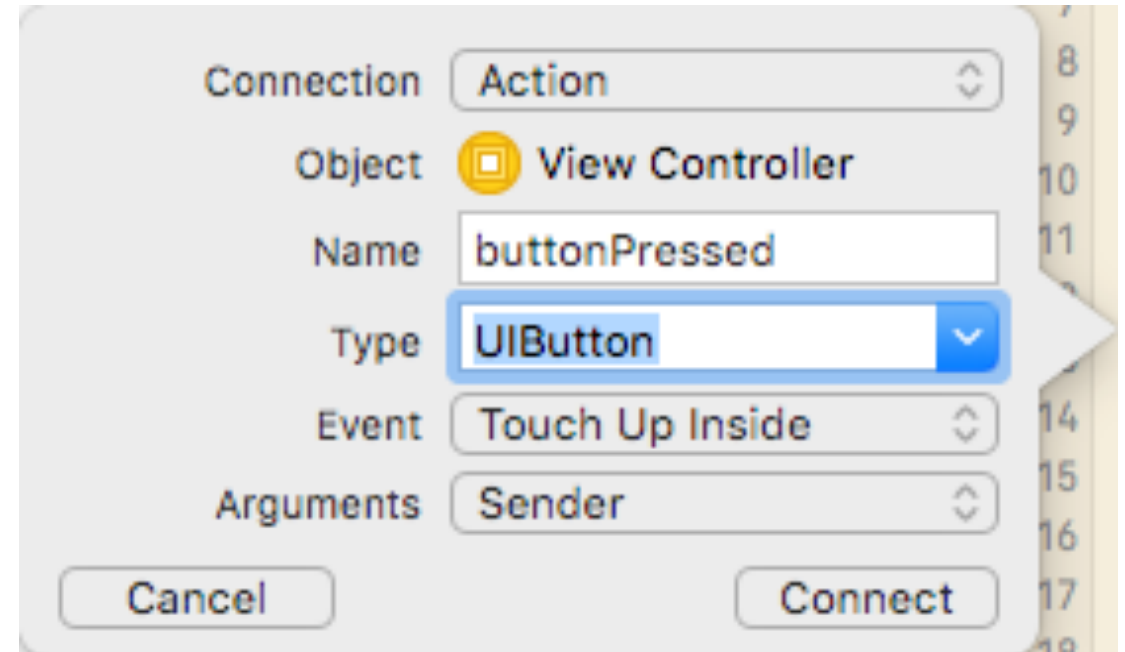 Connection Action
Object View Controller
Name buttonPressed
Type UIButton
Event Touch Up Inside
Arguments Sender
Cancel Connect
8
9
10
11
14
15
16
17